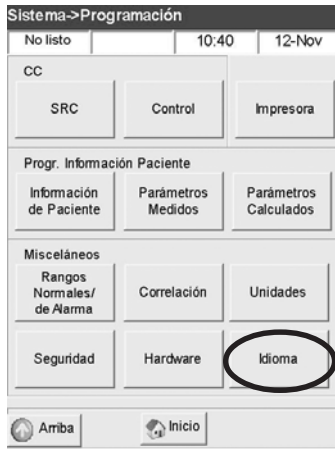 Sistema->Programación
No listo 10:40 12-Nov
CC
SRC Control Impresora
Progr. Información Paciente
Información de Paciente
Parámetros Medidos
Parámetros Calculados
Misceláneos
Rangos Normales/ de Alarma
Correlación
Unidades
Seguridad Hardware Idioma
Arriba Inicio